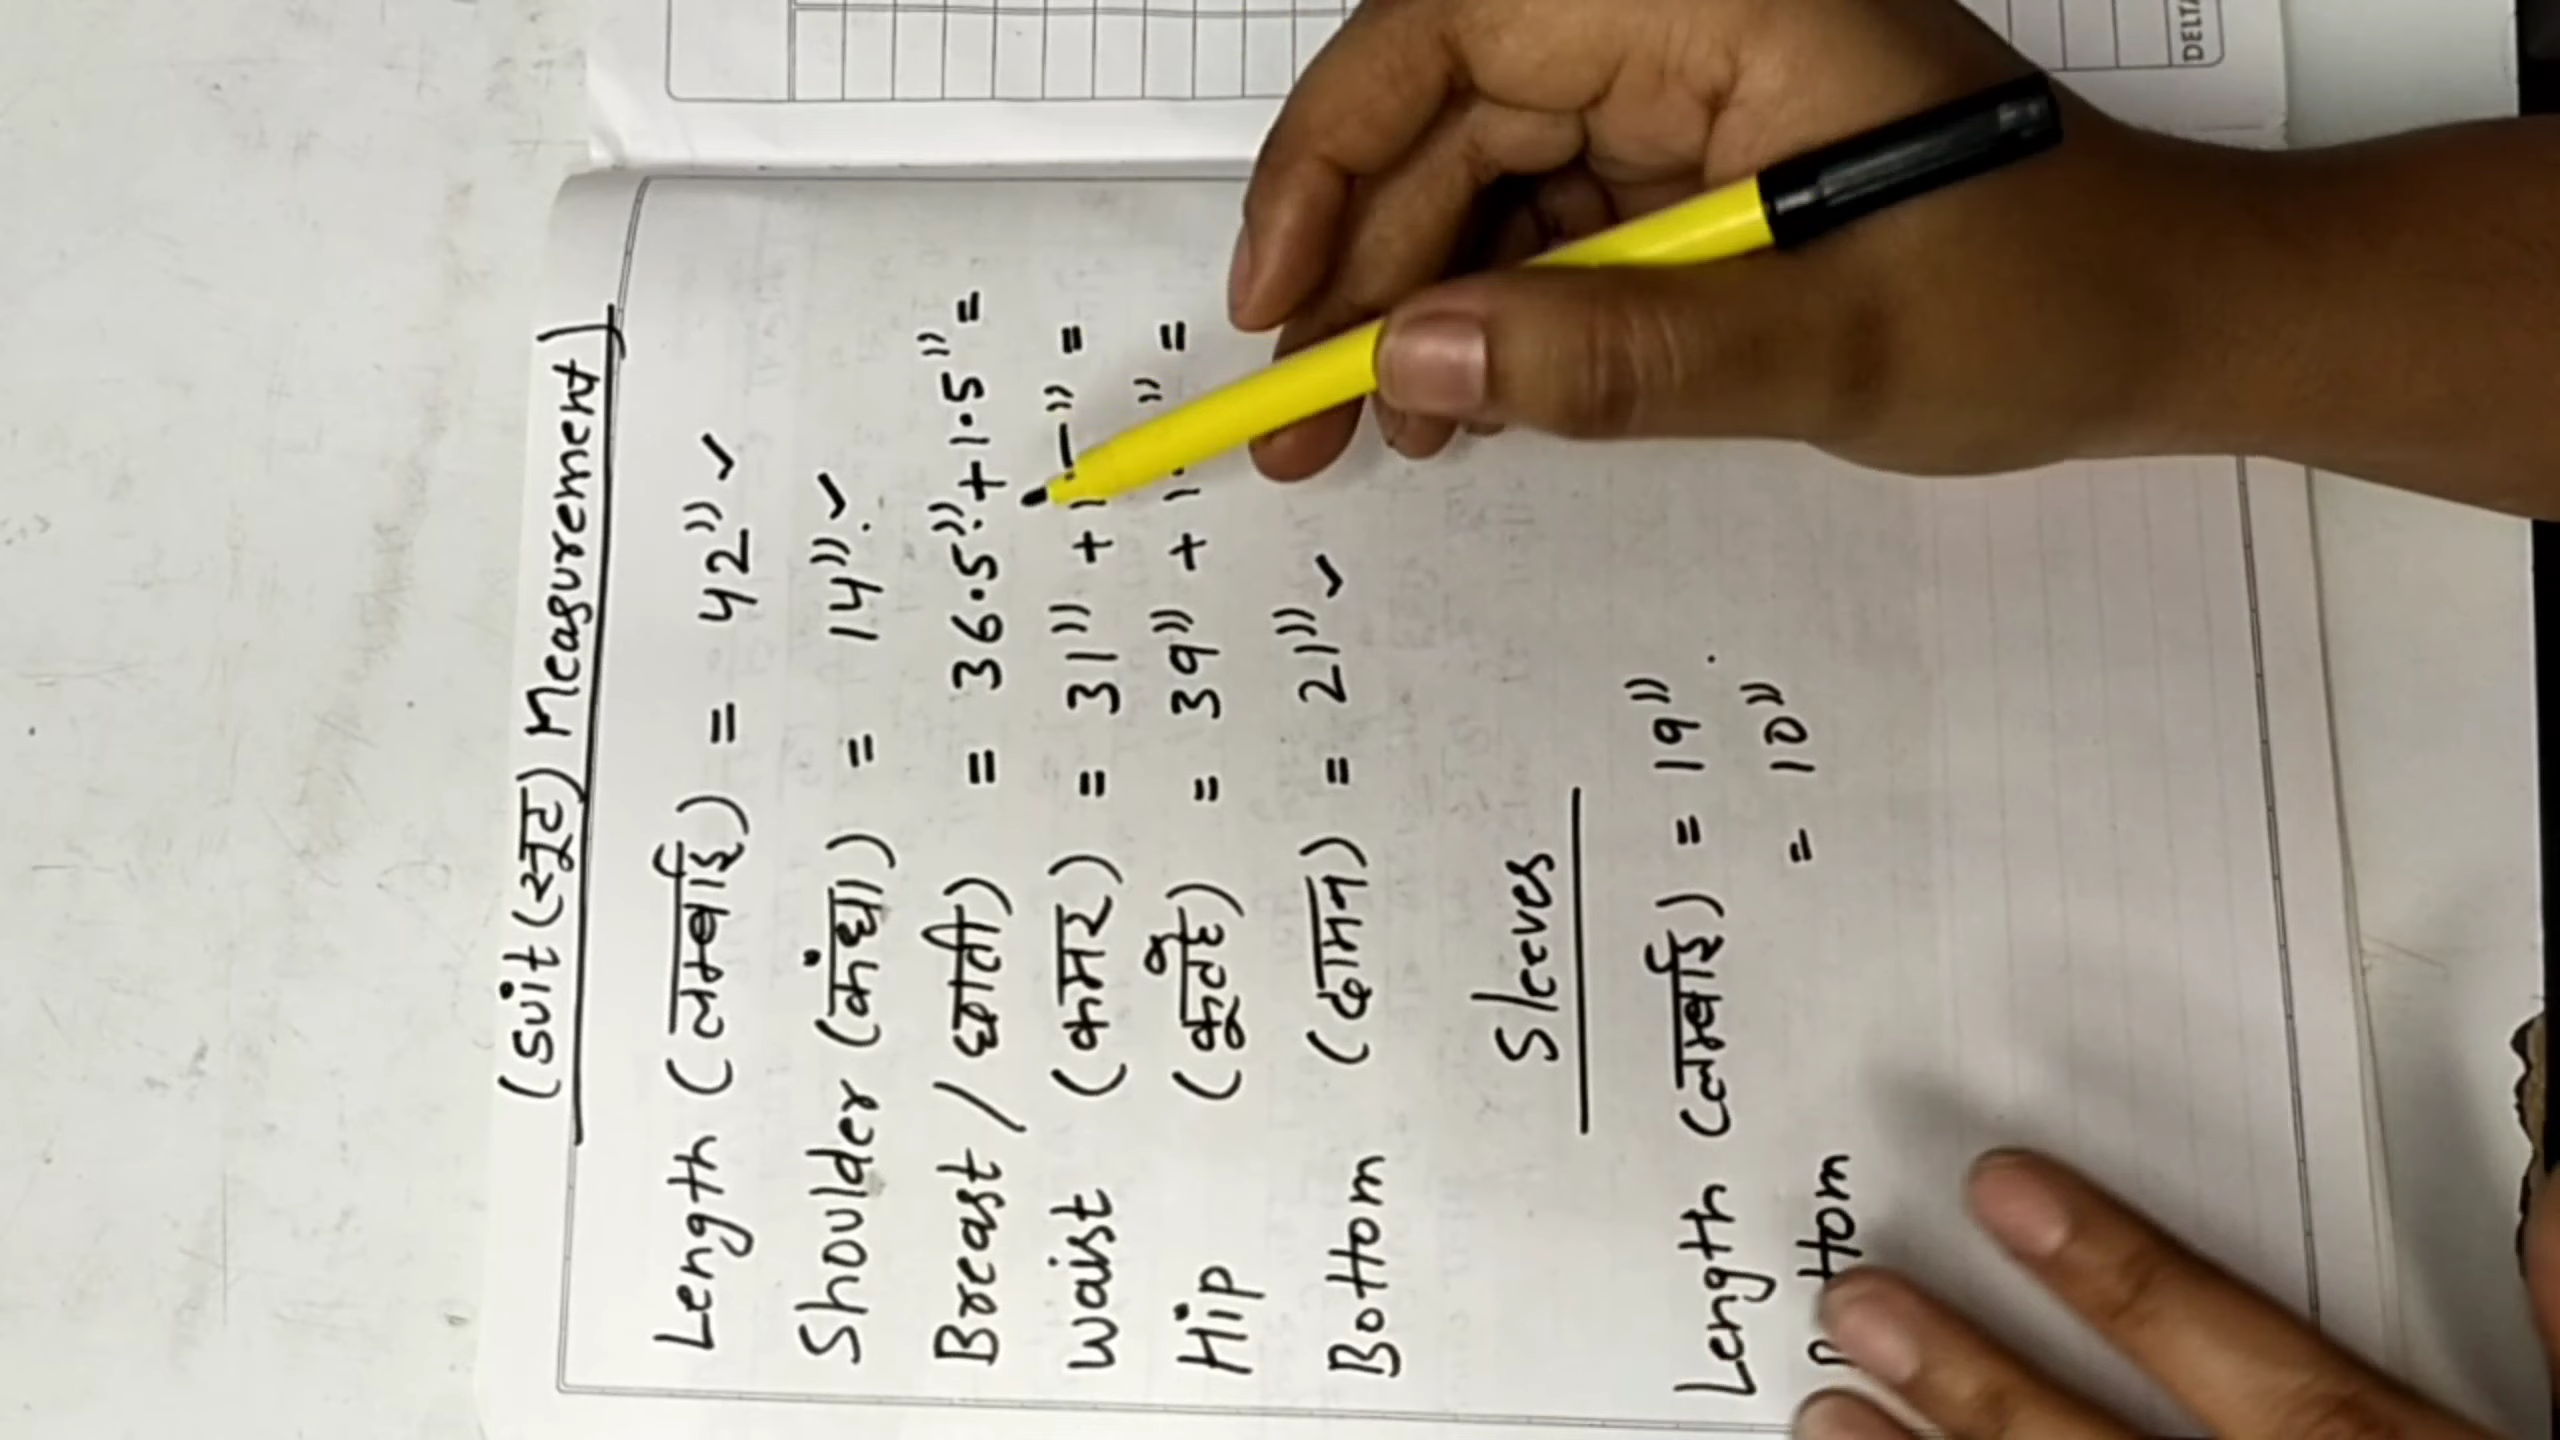 (Suit (सूट) Measurement)
Length (लम्बाई) = 42" ✓
Shoulder (कंधा) = 14". ✓
Breast / छाती) = 36.5" + 1.5" =
Waist (कमर) = 31" + 1 " =
Hip (कूल्हे) = 39" + 1. " =
Bottom (दामन) = 21" ✓
Sleeves
Length (लम्बाई) = 19".
= 10"
DELTA